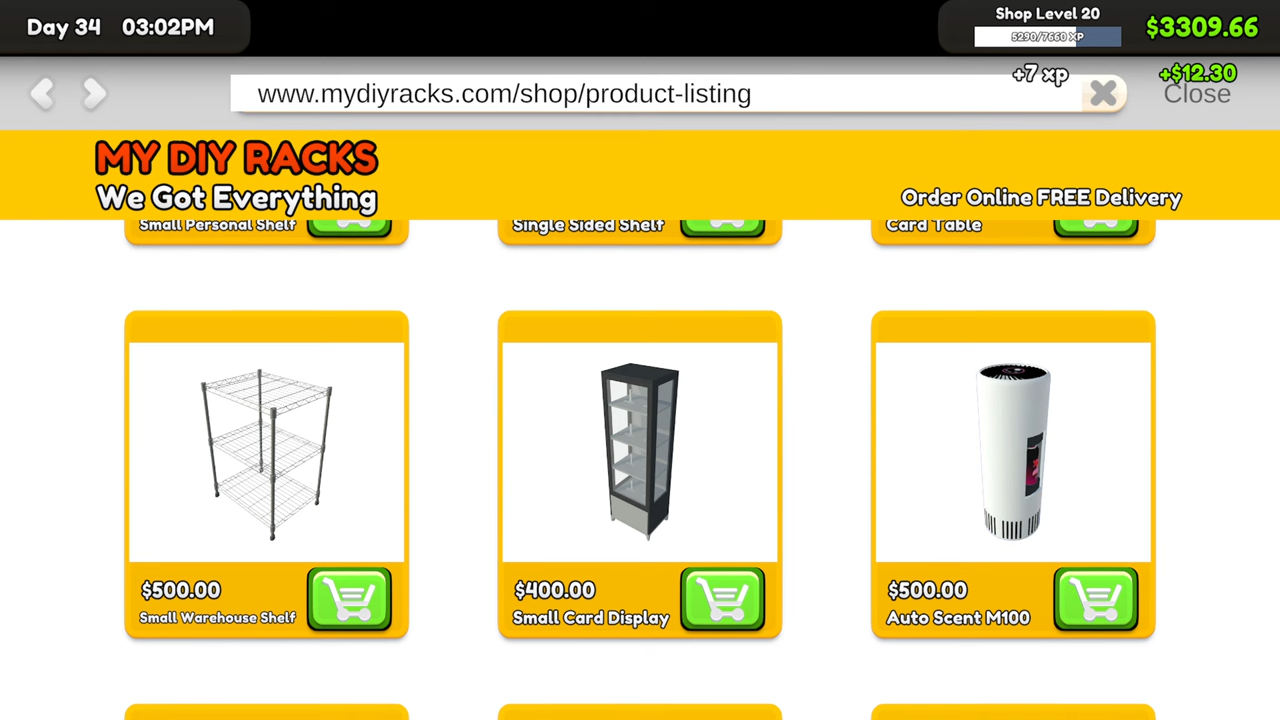 Day 34 03:02PM
Shop Level 20
5290/7660 XP
$3309.66
+7 xp
+$12.30
www.mydiyracks.com/shop/product-listing
Close
MY DIY RACKS
We Got Everything
Order Online FREE Delivery
Small Personal Shelf
Single Sided Shelf
Card Table
$500.00
Small Warehouse Shelf
$400.00
Small Card Display
$500.00
Auto Scent M100